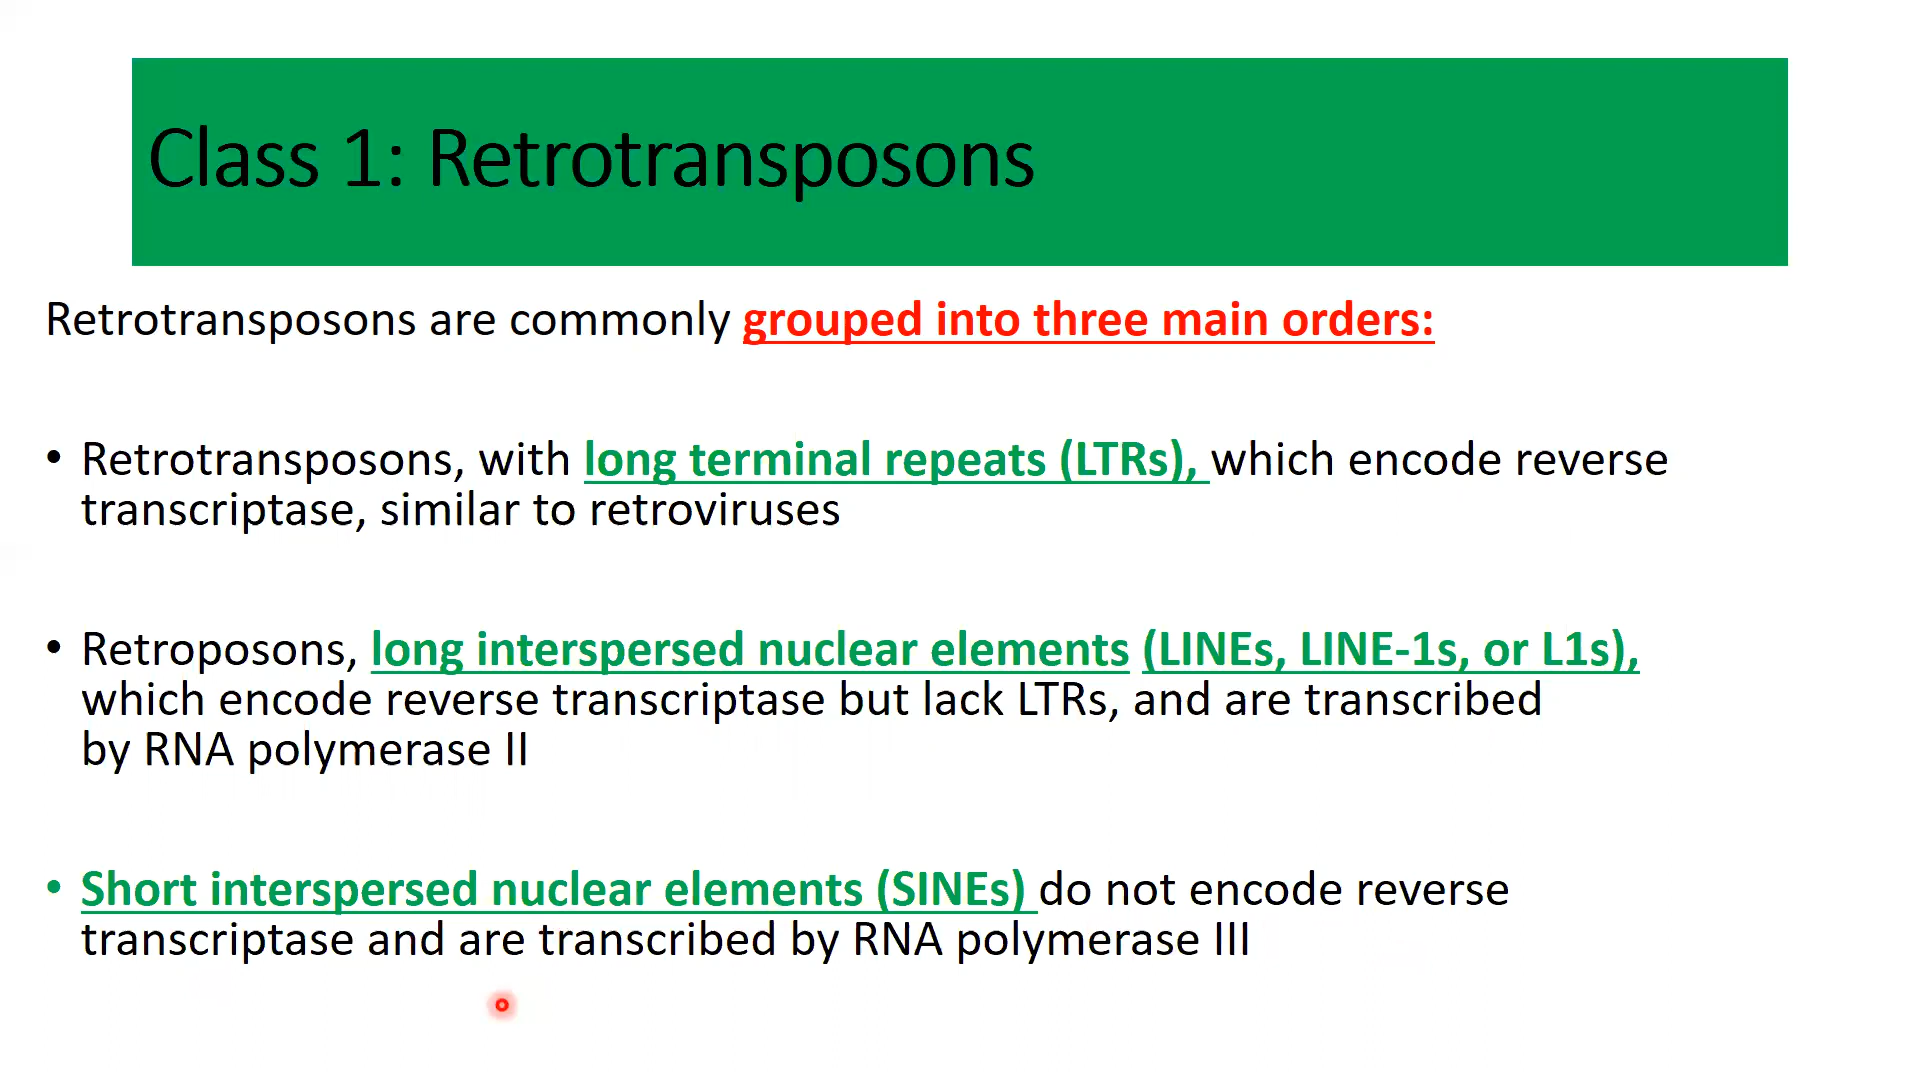 Class 1: Retrotransposons
Retrotransposons are commonly grouped into three main orders:
• Retrotransposons, with long terminal repeats (LTRs), which encode reverse
transcriptase, similar to retroviruses
• Retroposons, long interspersed nuclear elements (LINEs, LINE-1s, or L1s),
which encode reverse transcriptase but lack LTRs, and are transcribed
by RNA polymerase II
• Short interspersed nuclear elements (SINEs) do not encode reverse
transcriptase and are transcribed by RNA polymerase III